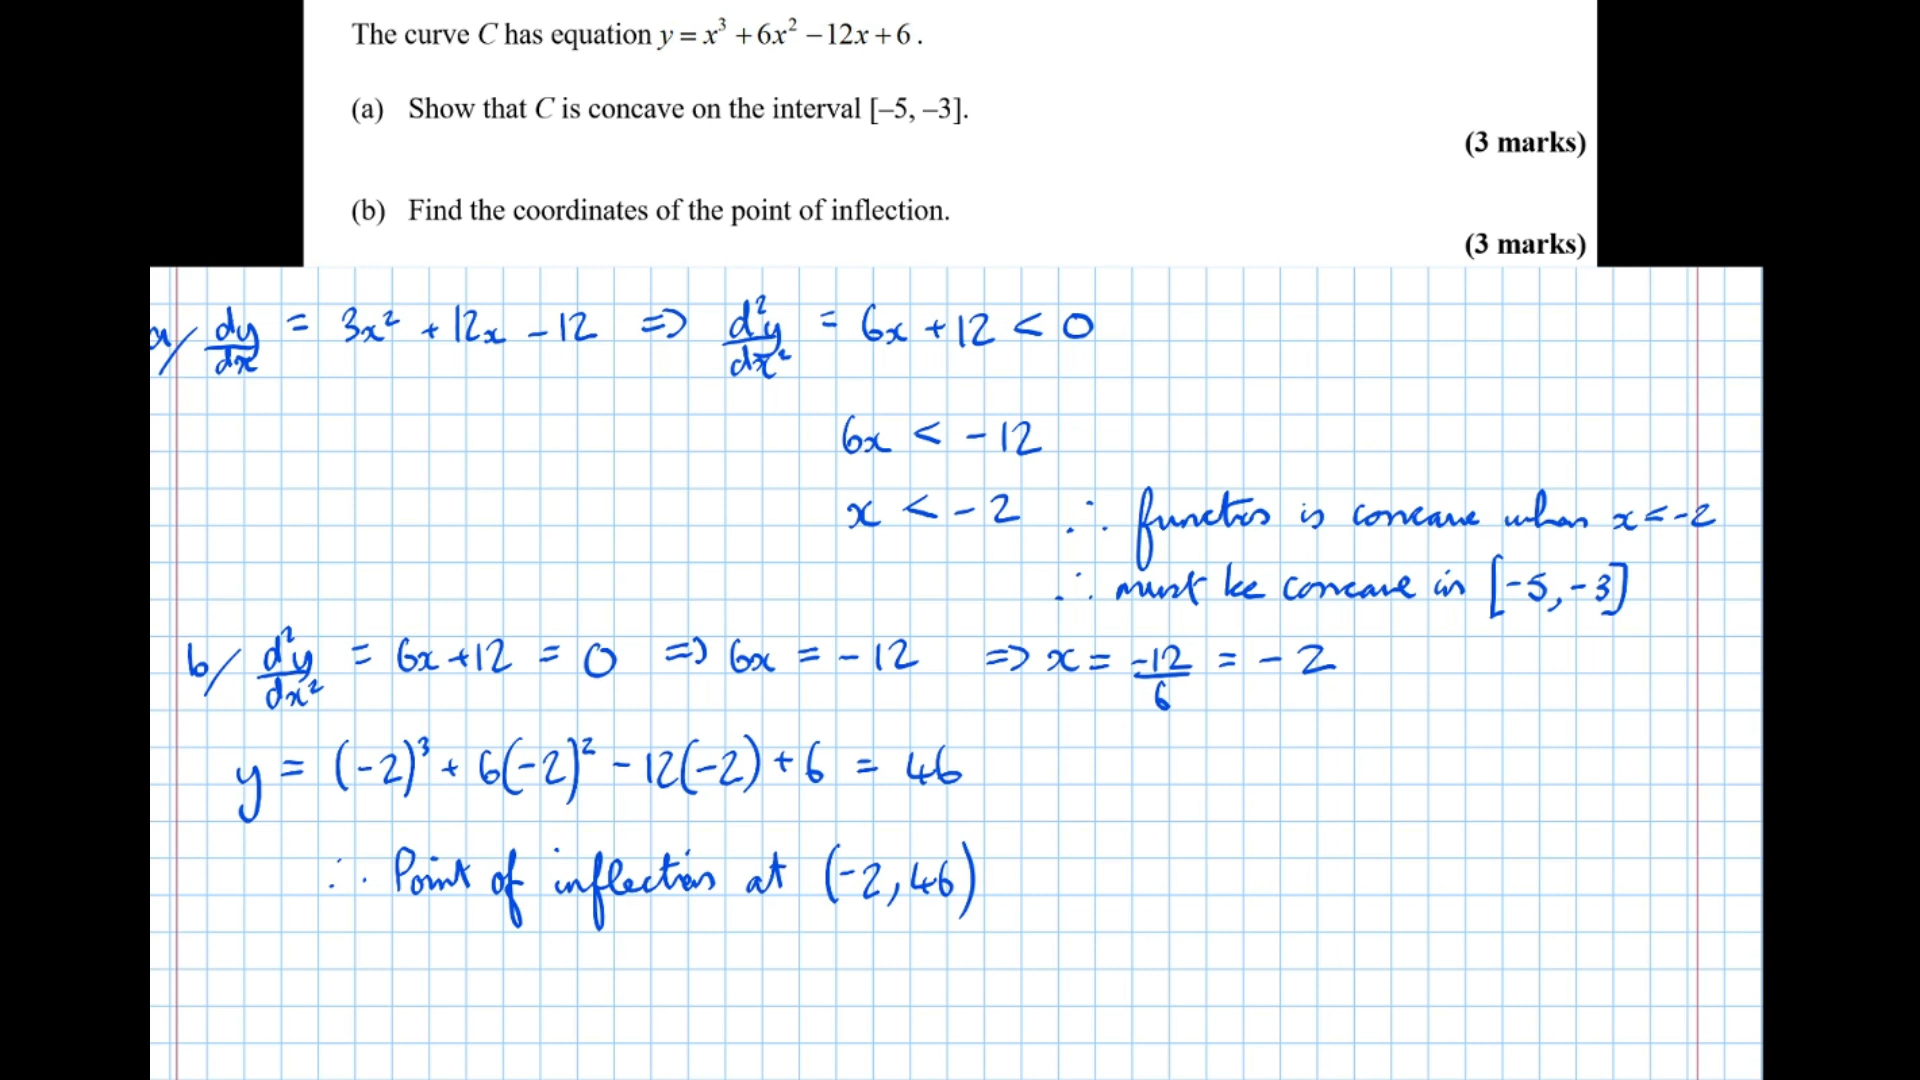 The curve C has equation y = x³ + 6x² – 12x + 6.
(a) Show that C is concave on the interval [–5, –3].
(3 marks)
(b) Find the coordinates of the point of inflection.
(3 marks)
a/ dy/dx = 3x² + 12x - 12 => d²y/dx² = 6x + 12 < 0
6x < -12
x < -2 ∴ function is concave when x < -2
∴ must be concave in [-5, -3]
b/ d²y/dx² = 6x + 12 = 0 => 6x = -12 => x = -12/6 = -2
y = (-2)³ + 6(-2)² - 12(-2) + 6 = 46
∴ Point of inflection at (-2, 46)